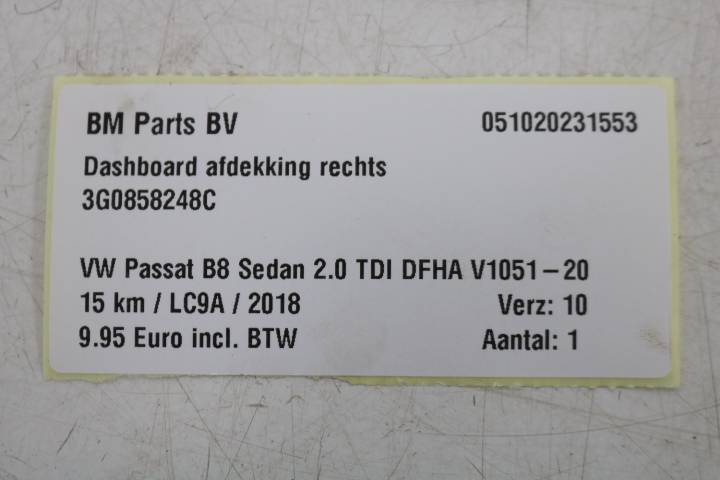 BM Parts BV 051020231553
Dashboard afdekking rechts
3G0858248C
VW Passat B8 Sedan 2.0 TDI DFHA V1051-20
15 km / LC9A / 2018 Verz: 10
9.95 Euro incl. BTW Aantal: 1